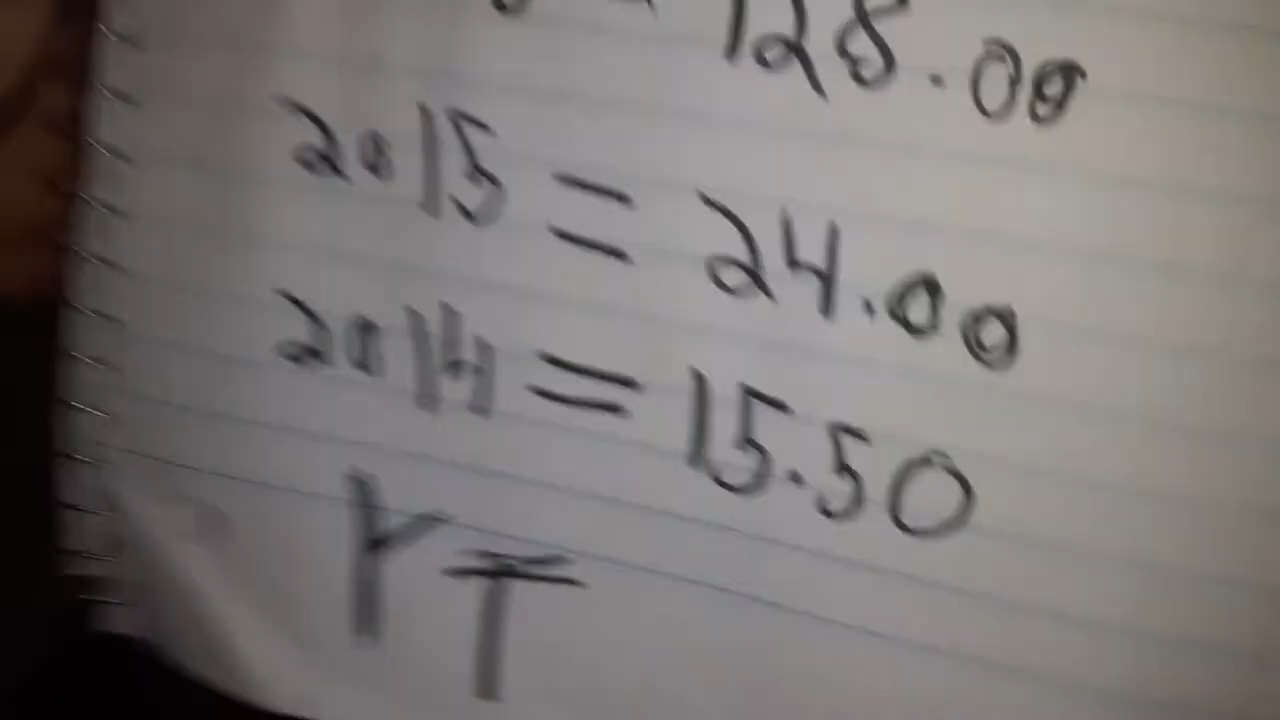 128.00
2015 = 24.00
2014 = 15.50
YT